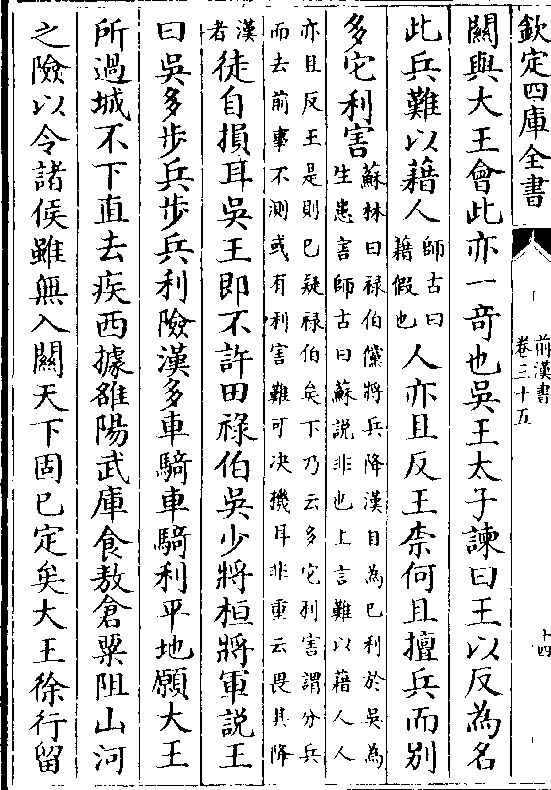 欽定四庫全書
前漢書
卷三十五
十四
關與大王會此亦一奇也吳王太子諫曰王以反為名
此兵難以藉人師古曰藉假也人亦且反王柰何且擅兵而別
多它利害蘇林曰祿伯儻將兵降漢自為己利於吳為
生患害師古曰蘇說非也上言難以藉人人
亦且反王是則已疑祿伯矣下乃云多它利害謂分兵
而去前事不測或有利害難可決機耳非重云畏其降
漢者徒自損耳吳王即不許田祿伯吳少將桓將軍說王
曰吳多步兵步兵利險漢多車騎車騎利平地願大王
所過城不下直去疾西據雒陽武庫食敖倉粟阻山河
之險以令諸侯雖無入關天下固已定矣大王徐行留